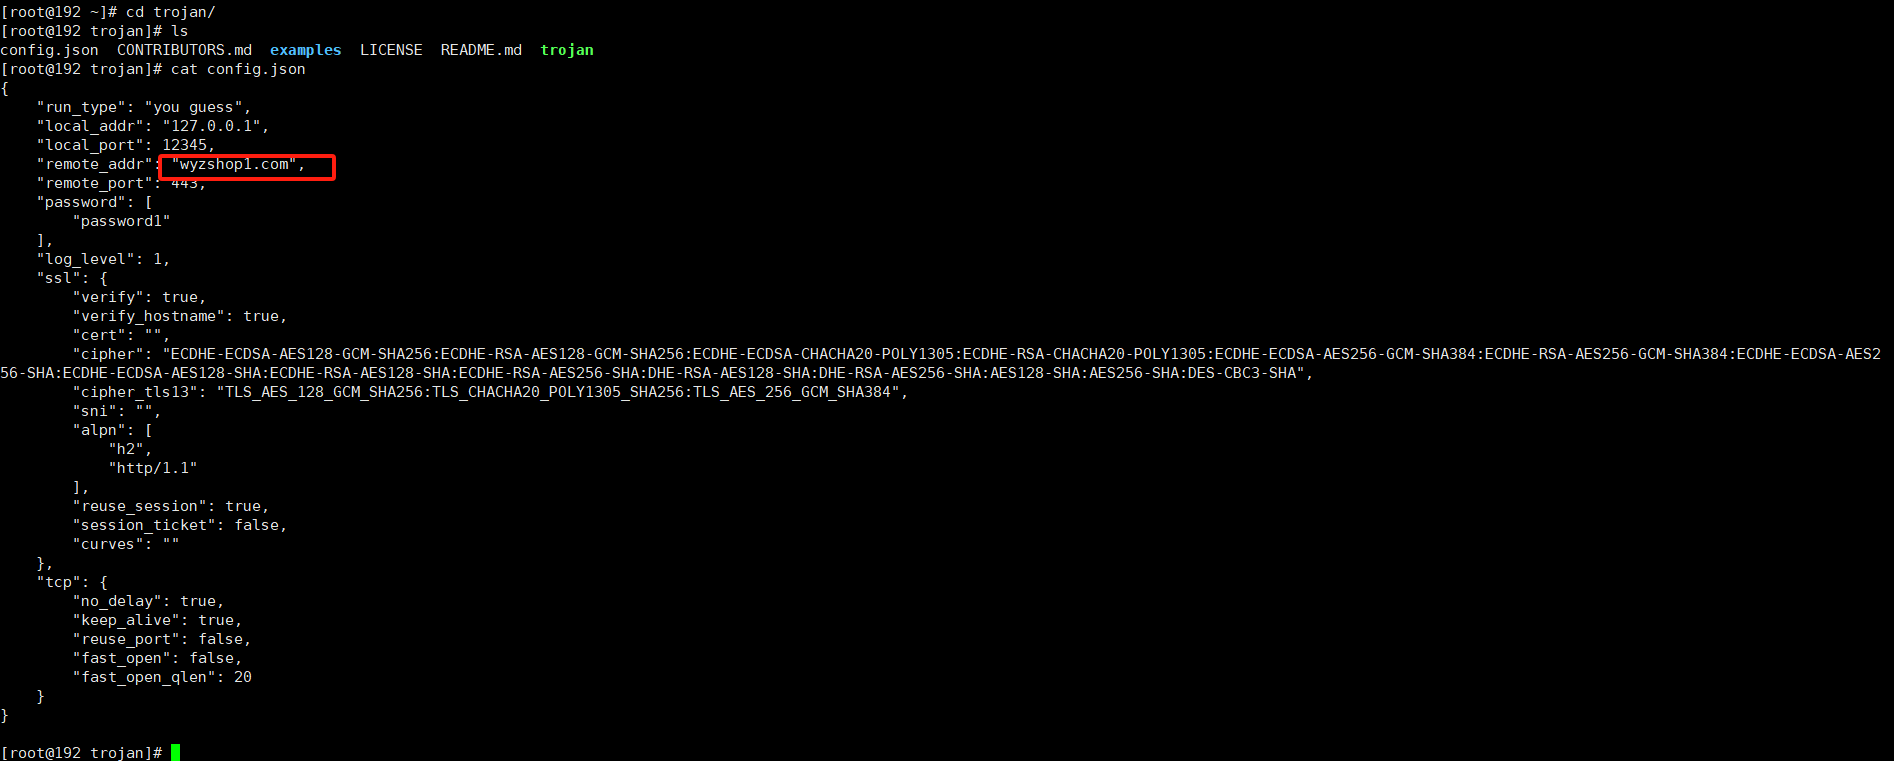 [root@192 ~]# cd trojan/
[root@192 trojan]# ls
config.json  CONTRIBUTORS.md  examples  LICENSE  README.md  trojan
[root@192 trojan]# cat config.json
{
    "run_type": "you guess",
    "local_addr": "127.0.0.1",
    "local_port": 12345,
    "remote_addr": "wyzshop1.com",
    "remote_port": 443,
    "password": [
        "password1"
    ],
    "log_level": 1,
    "ssl": {
        "verify": true,
        "verify_hostname": true,
        "cert": "",
        "cipher": "ECDHE-ECDSA-AES128-GCM-SHA256:ECDHE-RSA-AES128-GCM-SHA256:ECDHE-ECDSA-CHACHA20-POLY1305:ECDHE-RSA-CHACHA20-POLY1305:ECDHE-ECDSA-AES256-GCM-SHA384:ECDHE-RSA-AES256-GCM-SHA384:ECDHE-ECDSA-AES2
56-SHA:ECDHE-ECDSA-AES128-SHA:ECDHE-RSA-AES128-SHA:ECDHE-RSA-AES256-SHA:DHE-RSA-AES128-SHA:DHE-RSA-AES256-SHA:AES128-SHA:AES256-SHA:DES-CBC3-SHA",
        "cipher_tls13": "TLS_AES_128_GCM_SHA256:TLS_CHACHA20_POLY1305_SHA256:TLS_AES_256_GCM_SHA384",
        "sni": "",
        "alpn": [
            "h2",
            "http/1.1"
        ],
        "reuse_session": true,
        "session_ticket": false,
        "curves": ""
    },
    "tcp": {
        "no_delay": true,
        "keep_alive": true,
        "reuse_port": false,
        "fast_open": false,
        "fast_open_qlen": 20
    }
}
[root@192 trojan]#